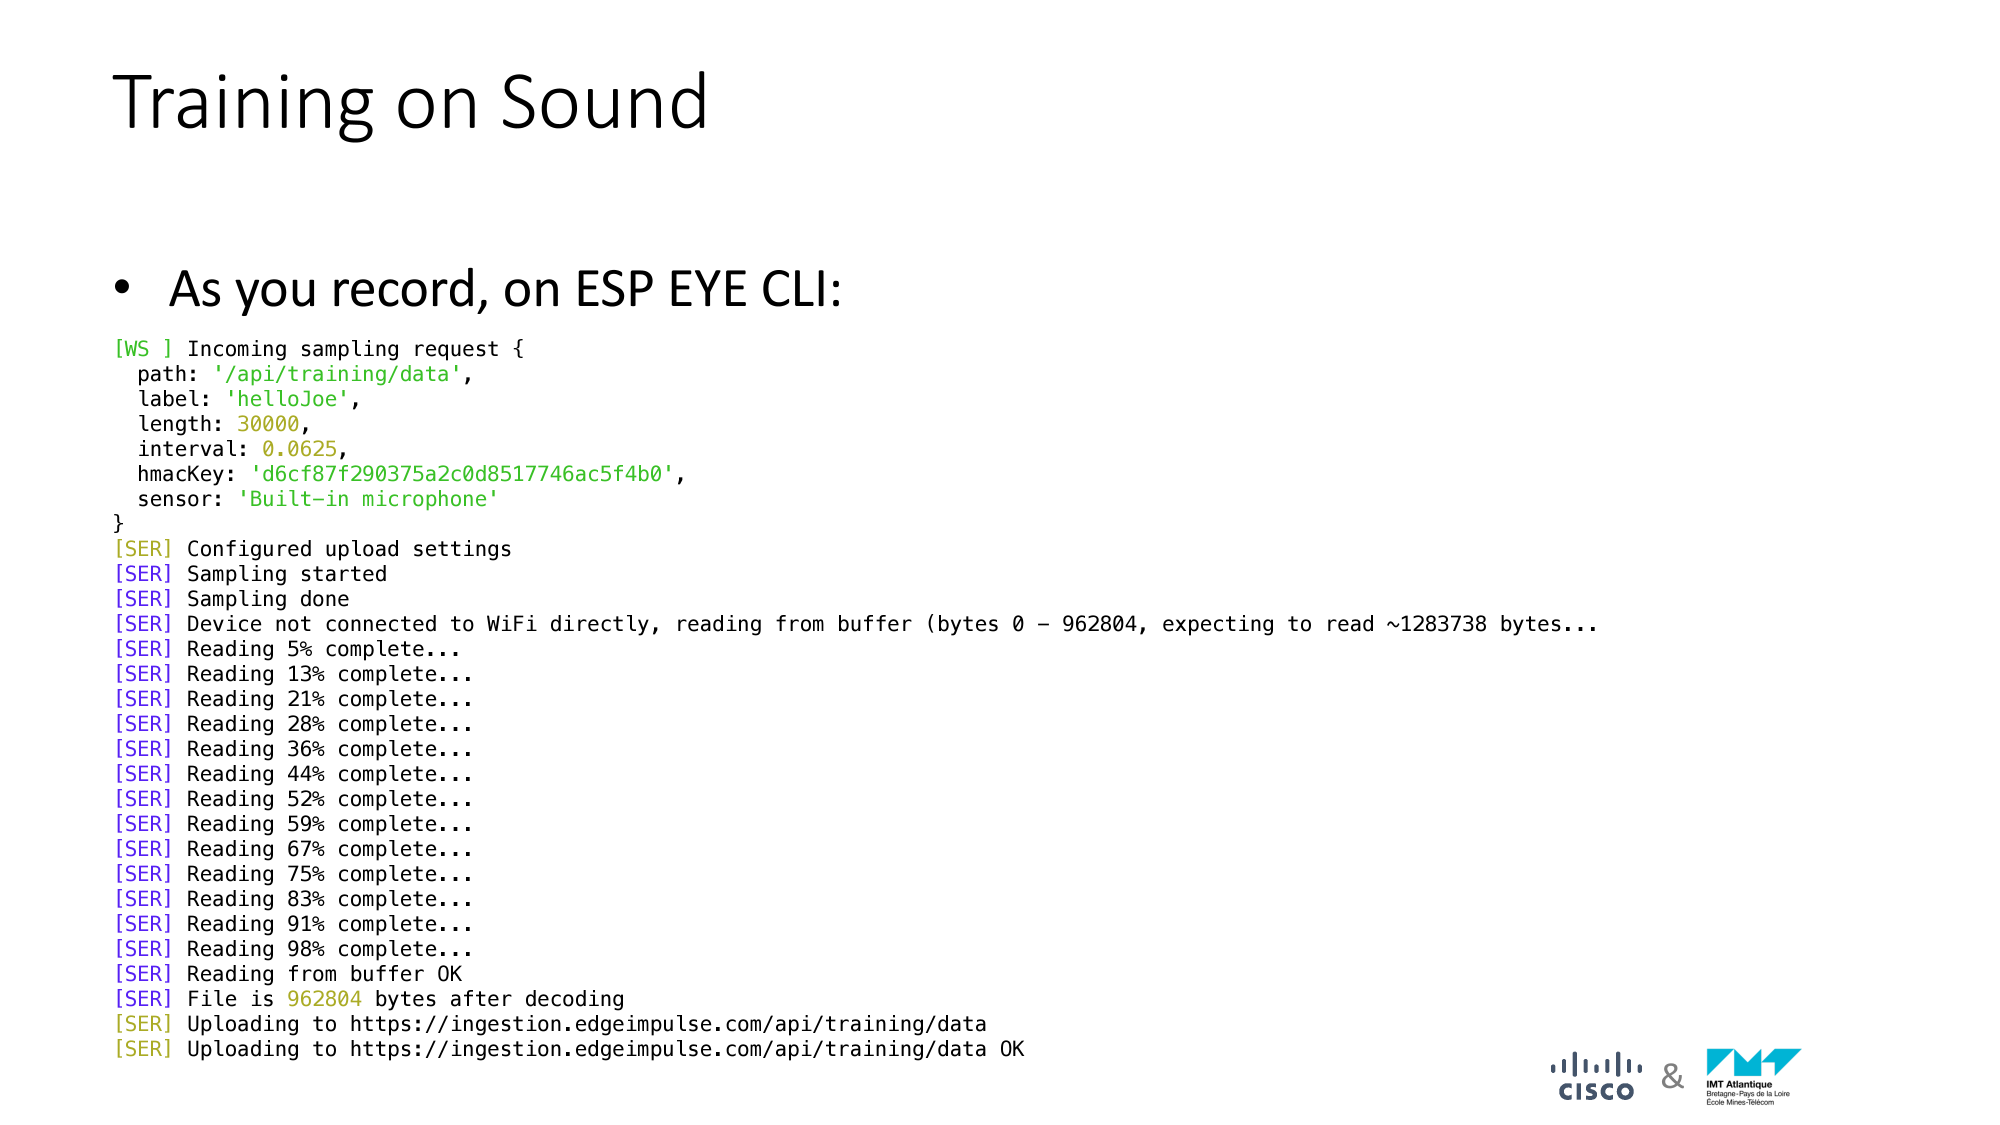 Training on Sound
• As you record, on ESP EYE CLI:
[WS ] Incoming sampling request {
  path: '/api/training/data',
  label: 'helloJoe',
  length: 30000,
  interval: 0.0625,
  hmacKey: 'd6cf87f290375a2c0d8517746ac5f4b0',
  sensor: 'Built-in microphone'
}
[SER] Configured upload settings
[SER] Sampling started
[SER] Sampling done
[SER] Device not connected to WiFi directly, reading from buffer (bytes 0 - 962804, expecting to read ~1283738 bytes...
[SER] Reading 5% complete...
[SER] Reading 13% complete...
[SER] Reading 21% complete...
[SER] Reading 28% complete...
[SER] Reading 36% complete...
[SER] Reading 44% complete...
[SER] Reading 52% complete...
[SER] Reading 59% complete...
[SER] Reading 67% complete...
[SER] Reading 75% complete...
[SER] Reading 83% complete...
[SER] Reading 91% complete...
[SER] Reading 98% complete...
[SER] Reading from buffer OK
[SER] File is 962804 bytes after decoding
[SER] Uploading to https://ingestion.edgeimpulse.com/api/training/data
[SER] Uploading to https://ingestion.edgeimpulse.com/api/training/data OK
CISCO & IMT Atlantique
Bretagne-Pays de la Loire
École Mines-Télécom